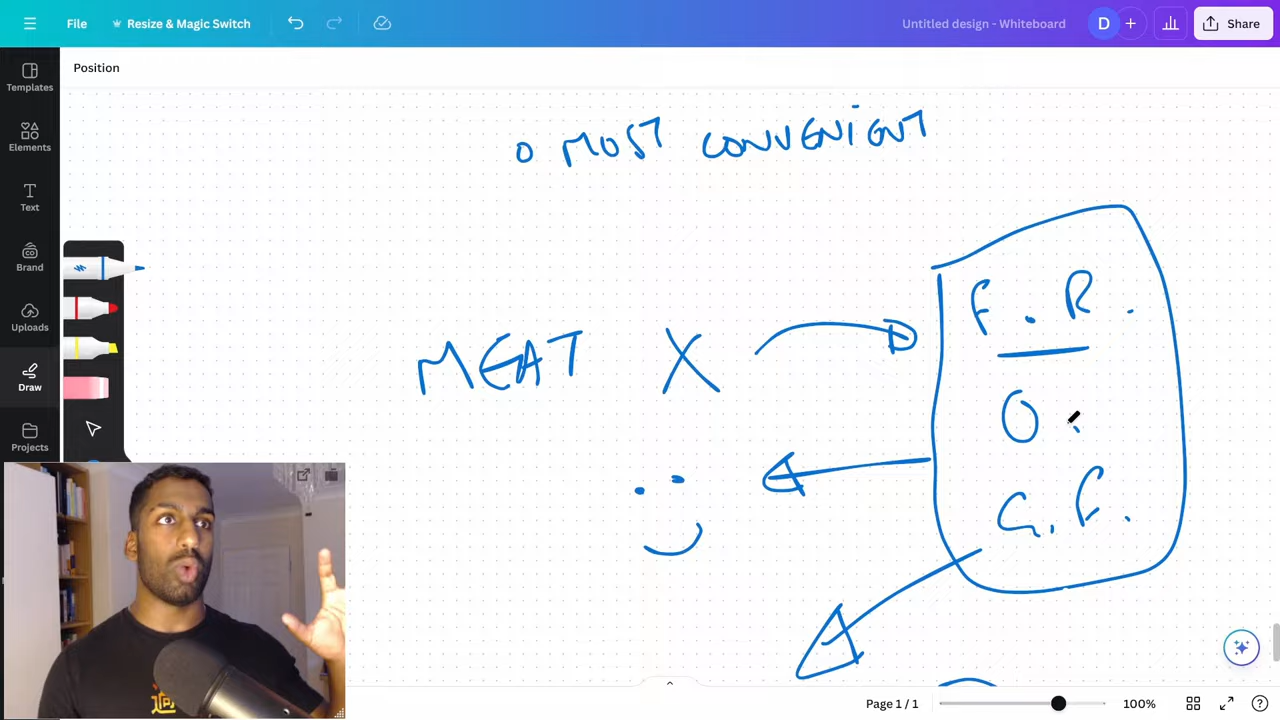 File
Resize & Magic Switch
Untitled design - Whiteboard
D
Share
Position
Templates
Elements
Text
Brand
Uploads
Draw
Projects
O MOST CONVENIENT
MEAT X
F.R.
O.
G.F.
Page 1 / 1
100%